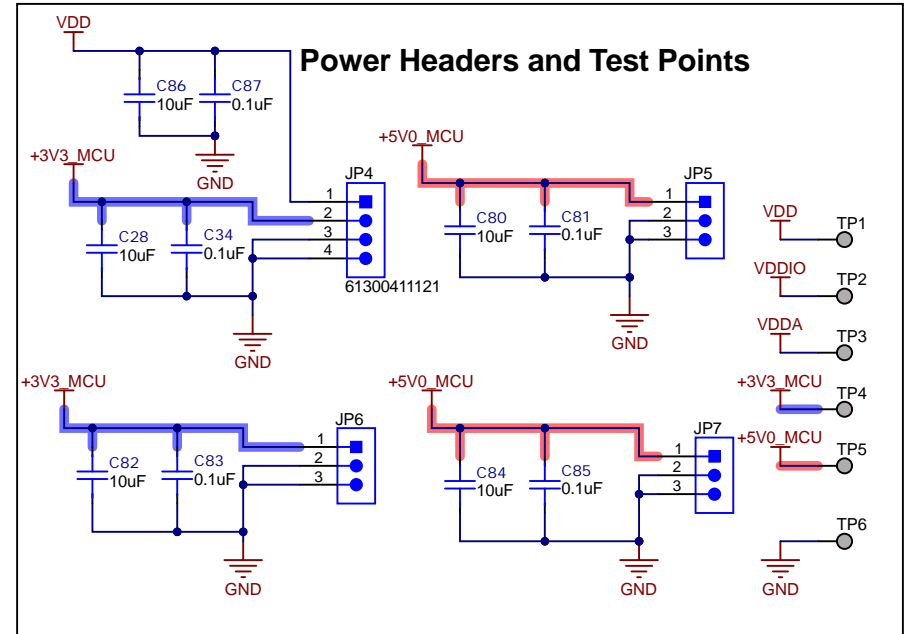 VDD
Power Headers and Test Points
C86
10uF
C87
0.1uF
+3V3_MCU
GND
C28
10uF
C34
0.1uF
JP4
1
2
3
4
61300411121
GND
+5V0_MCU
C80
10uF
C81
0.1uF
JP5
1
2
3
GND
VDD
TP1
VDDIO
TP2
VDDA
TP3
+3V3_MCU
TP4
+5V0_MCU
TP5
TP6
GND
+3V3_MCU
C82
10uF
C83
0.1uF
JP6
1
2
3
GND
+5V0_MCU
C84
10uF
C85
0.1uF
JP7
1
2
3
GND